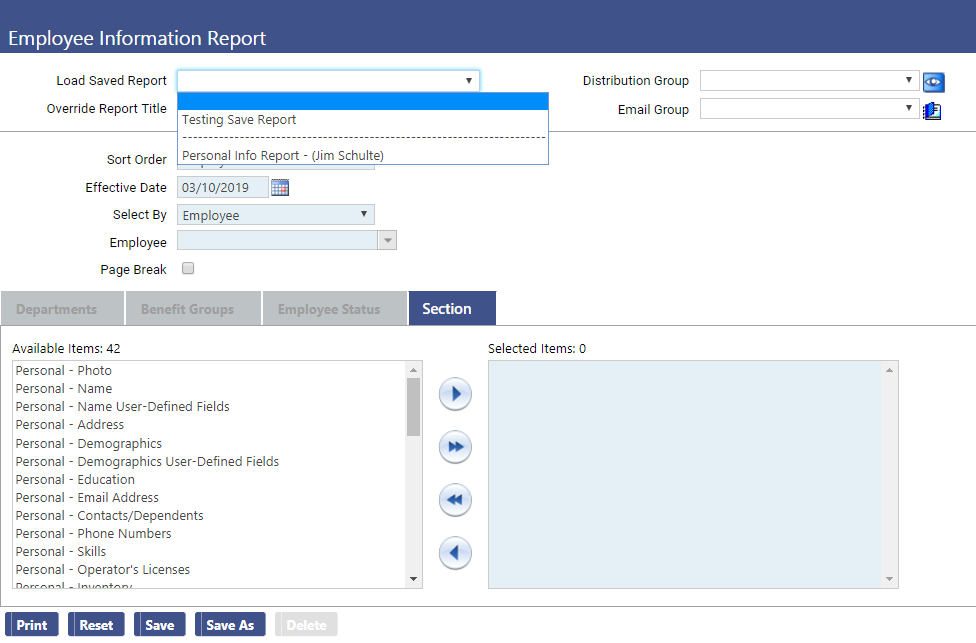 Employee Information Report
Load Saved Report
Distribution Group
Override Report Title
Email Group
Testing Save Report
Personal Info Report - (Jim Schulte)
Sort Order
Effective Date 03/10/2019
Select By Employee
Employee
Page Break
Departments Benefit Groups Employee Status Section
Available Items: 42
Selected Items: 0
Personal - Photo
Personal - Name
Personal - Name User-Defined Fields
Personal - Address
Personal - Demographics
Personal - Demographics User-Defined Fields
Personal - Education
Personal - Email Address
Personal - Contacts/Dependents
Personal - Phone Numbers
Personal - Skills
Personal - Operator's Licenses
Personal - Inventory
Print Reset Save Save As Delete